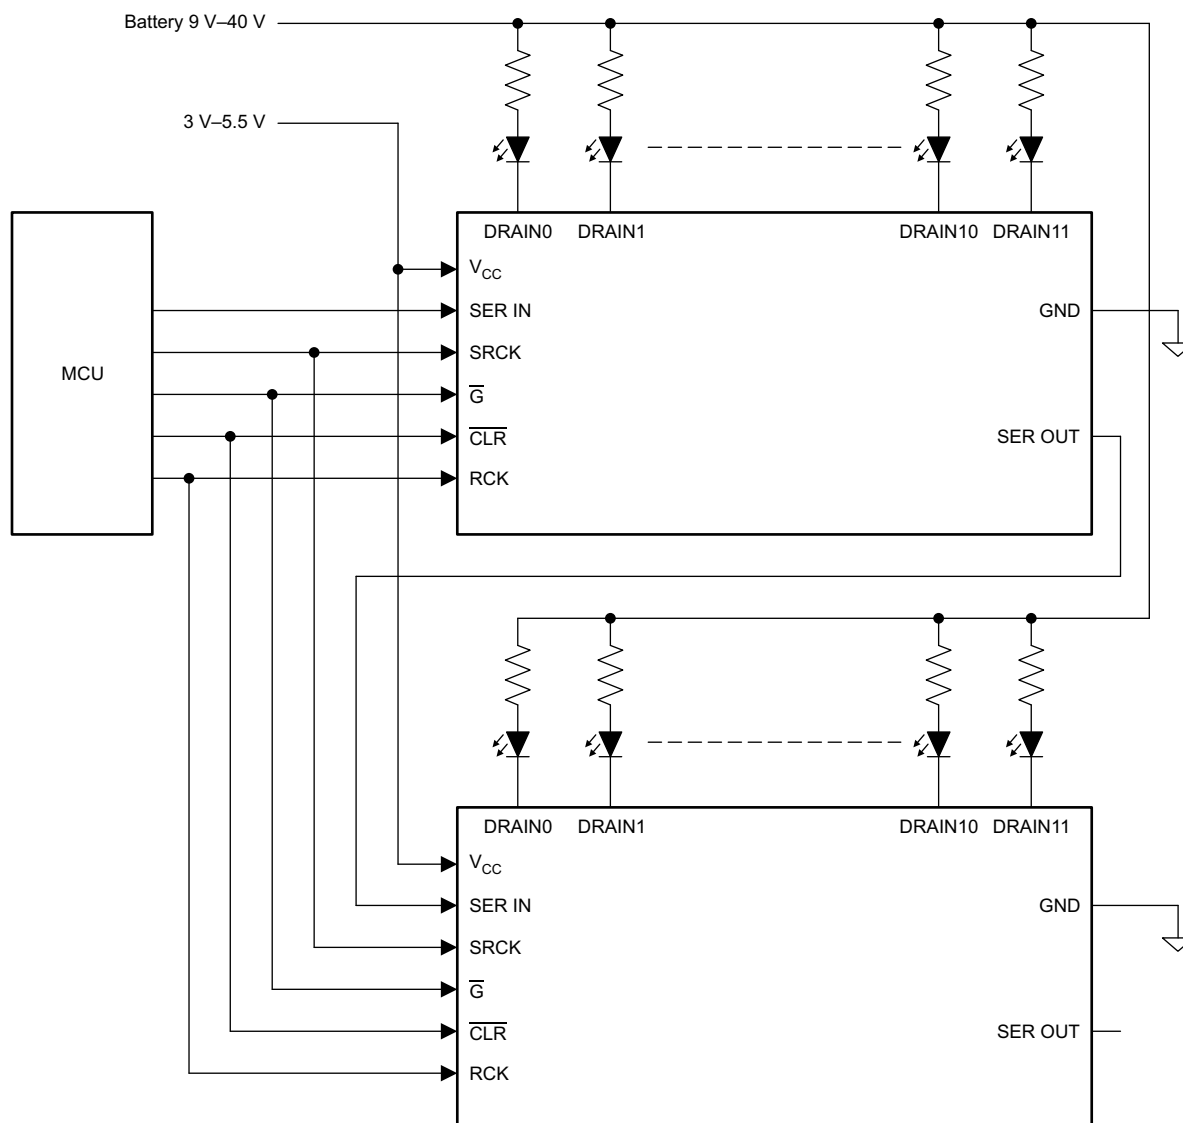 Battery 9 V–40 V
3 V–5.5 V
MCU
DRAIN0 DRAIN1 DRAIN10 DRAIN11
VCC
SER IN GND
SRCK
G
CLR SER OUT
RCK
DRAIN0 DRAIN1 DRAIN10 DRAIN11
VCC
SER IN GND
SRCK
G
CLR SER OUT
RCK